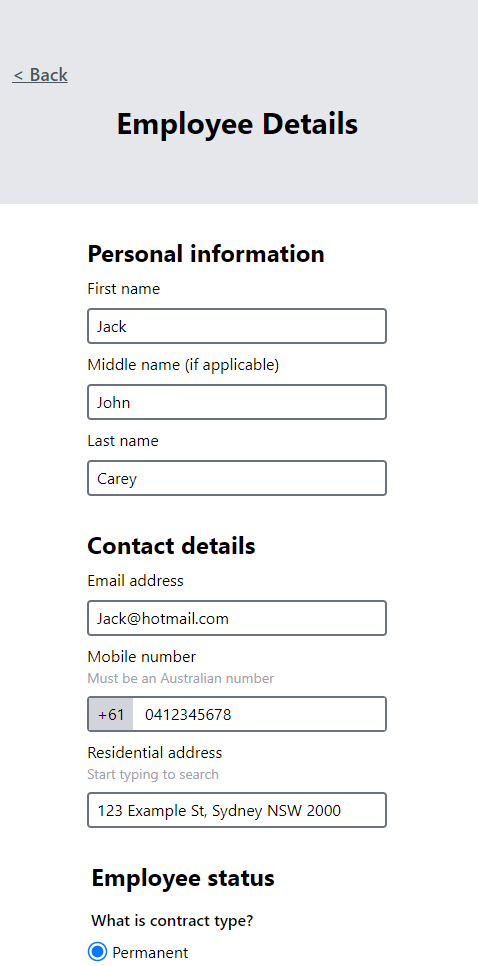 < Back
Employee Details
Personal information
First name
Jack
Middle name (if applicable)
John
Last name
Carey
Contact details
Email address
Jack@hotmail.com
Mobile number
Must be an Australian number
+61 0412345678
Residential address
Start typing to search
123 Example St, Sydney NSW 2000
Employee status
What is contract type?
Permanent